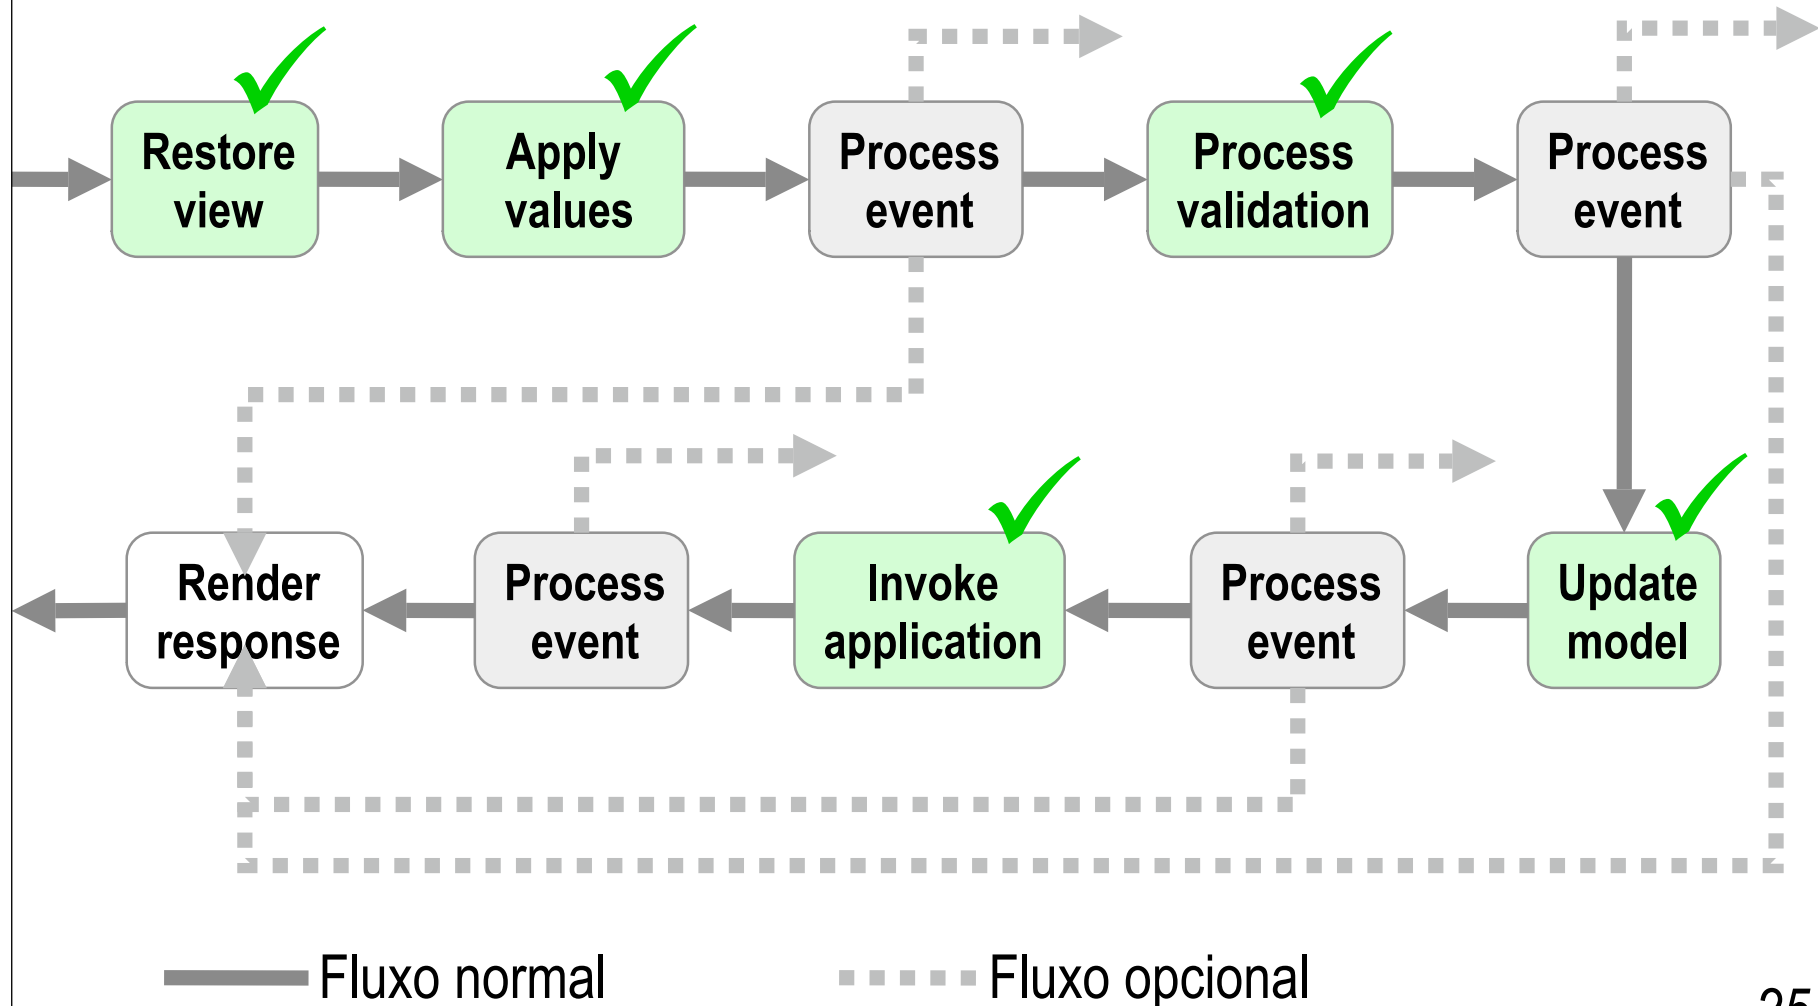 Restore
view
Apply
values
Process
event
Process
validation
Process
event
Render
response
Process
event
Invoke
application
Process
event
Update
model
Fluxo normal
Fluxo opcional
25